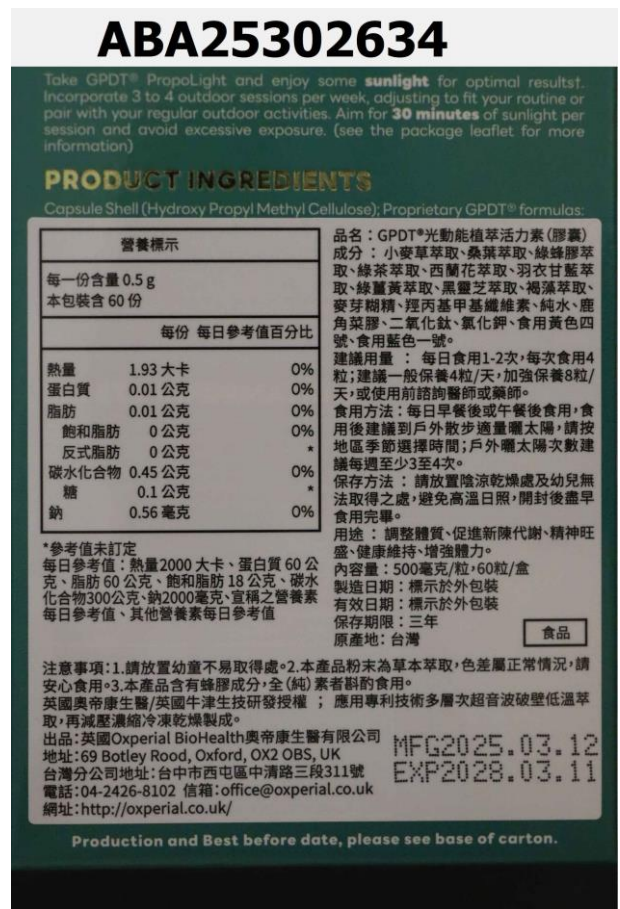 ABA25302634
Take GPDT® PropoLight and enjoy some sunlight for optimal results†.
Incorporate 3 to 4 outdoor sessions per week, adjusting to fit your routine or
pair with your regular outdoor activities. Aim for 30 minutes of sunlight per
session and avoid excessive exposure. (see the package leaflet for more
information)
PRODUCT INGREDIENTS
Capsule Shell (Hydroxy Propyl Methyl Cellulose); Proprietary GPDT® formulas:
營養標示
每一份含量 0.5 g
本包裝含 60 份
每份 每日參考值百分比
熱量 1.93 大卡 0%
蛋白質 0.01 公克 0%
脂肪 0.01 公克 0%
飽和脂肪 0 公克 0%
反式脂肪 0 公克 *
碳水化合物 0.45 公克 0%
糖 0.1 公克 *
鈉 0.56 毫克 0%
*參考值未訂定
每日參考值：熱量2000 大卡、蛋白質 60 公
克、脂肪 60 公克、飽和脂肪 18 公克、碳水
化合物300公克、鈉2000毫克、宣稱之營養素
每日參考值、其他營養素每日參考值
品名：GPDT®光動能植萃活力素（膠囊）
成分：小麥草萃取、桑葉萃取、綠蜂膠萃
取、綠茶萃取、西蘭花萃取、羽衣甘藍萃
取、綠薑黃萃取、黑靈芝萃取、褐藻萃取、
麥芽糊精、羥丙基甲基纖維素、純水、鹿
角菜膠、二氧化鈦、氯化鉀、食用黃色四
號、食用藍色一號。
建議用量：每日食用1-2次，每次食用4
粒；建議一般保養4粒/天，加強保養8粒/
天，或使用前諮詢醫師或藥師。
食用方法：每日早餐後或午餐後食用，食
用後建議到戶外散步適量曬太陽，請按
地區季節選擇時間；戶外曬太陽次數建
議每週至少3至4次。
保存方法：請放置陰涼乾燥處及幼兒無
法取得之處，避免高溫日照，開封後盡早
食用完畢。
用途：調整體質、促進新陳代謝、精神旺
盛、健康維持、增強體力。
內容量：500毫克/粒，60粒/盒
製造日期：標示於外包裝
有效日期：標示於外包裝
保存期限：三年
原產地：台灣
食品
注意事項：1.請放置幼童不易取得處。2.本產品粉末為草本萃取，色差屬正常情況，請
安心食用。3.本產品含有蜂膠成分，全（純）素者斟酌食用。
英國奧帝康生醫/英國牛津生技研發授權 ； 應用專利技術多層次超音波破壁低溫萃
取，再減壓濃縮冷凍乾燥製成。
出品：英國Oxperial BioHealth奧帝康生醫有限公司
地址：69 Botley Rood, Oxford, OX2 OBS, UK
台灣分公司地址：台中市西屯區中清路三段311號
電話：04-2426-8102 信箱：office@oxperial.co.uk
網址：http://oxperial.co.uk/
MFG2025.03.12
EXP2028.03.11
Production and Best before date, please see base of carton.